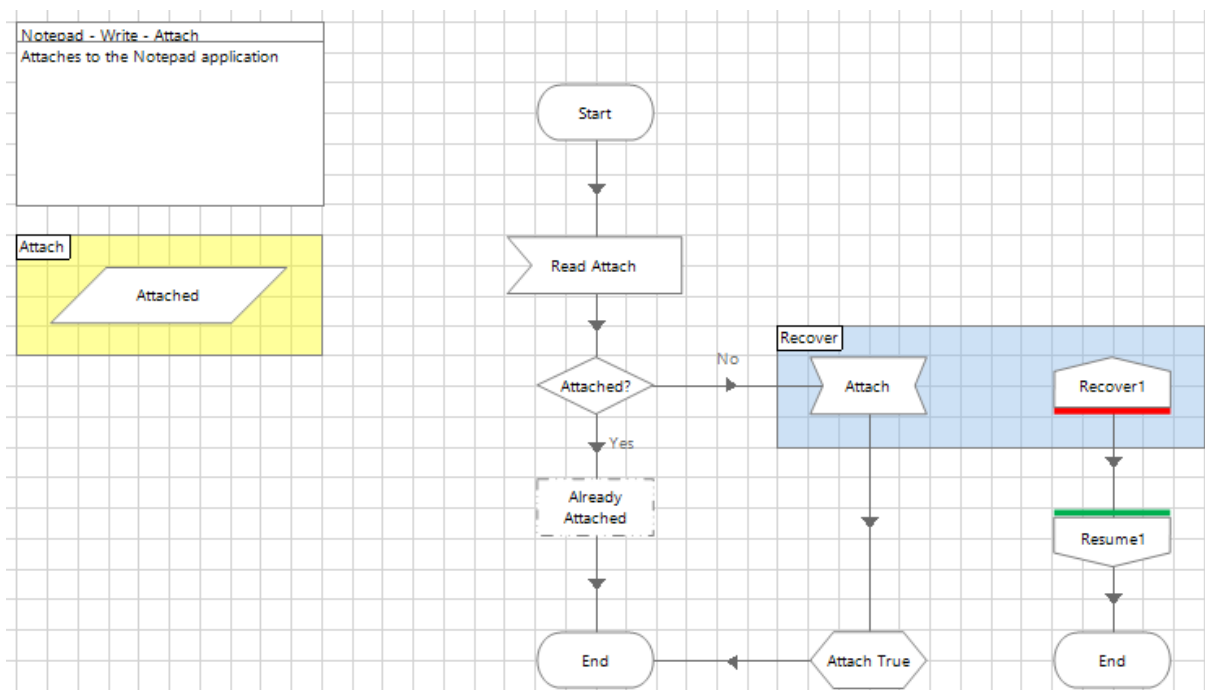 Notepad - Write - Attach
Attaches to the Notepad application
Start
Attach
Read Attach
Attached
Recover
No
Attached?
Attach
Recover1
Yes
Already
Attached
Resume1
End
Attach True
End